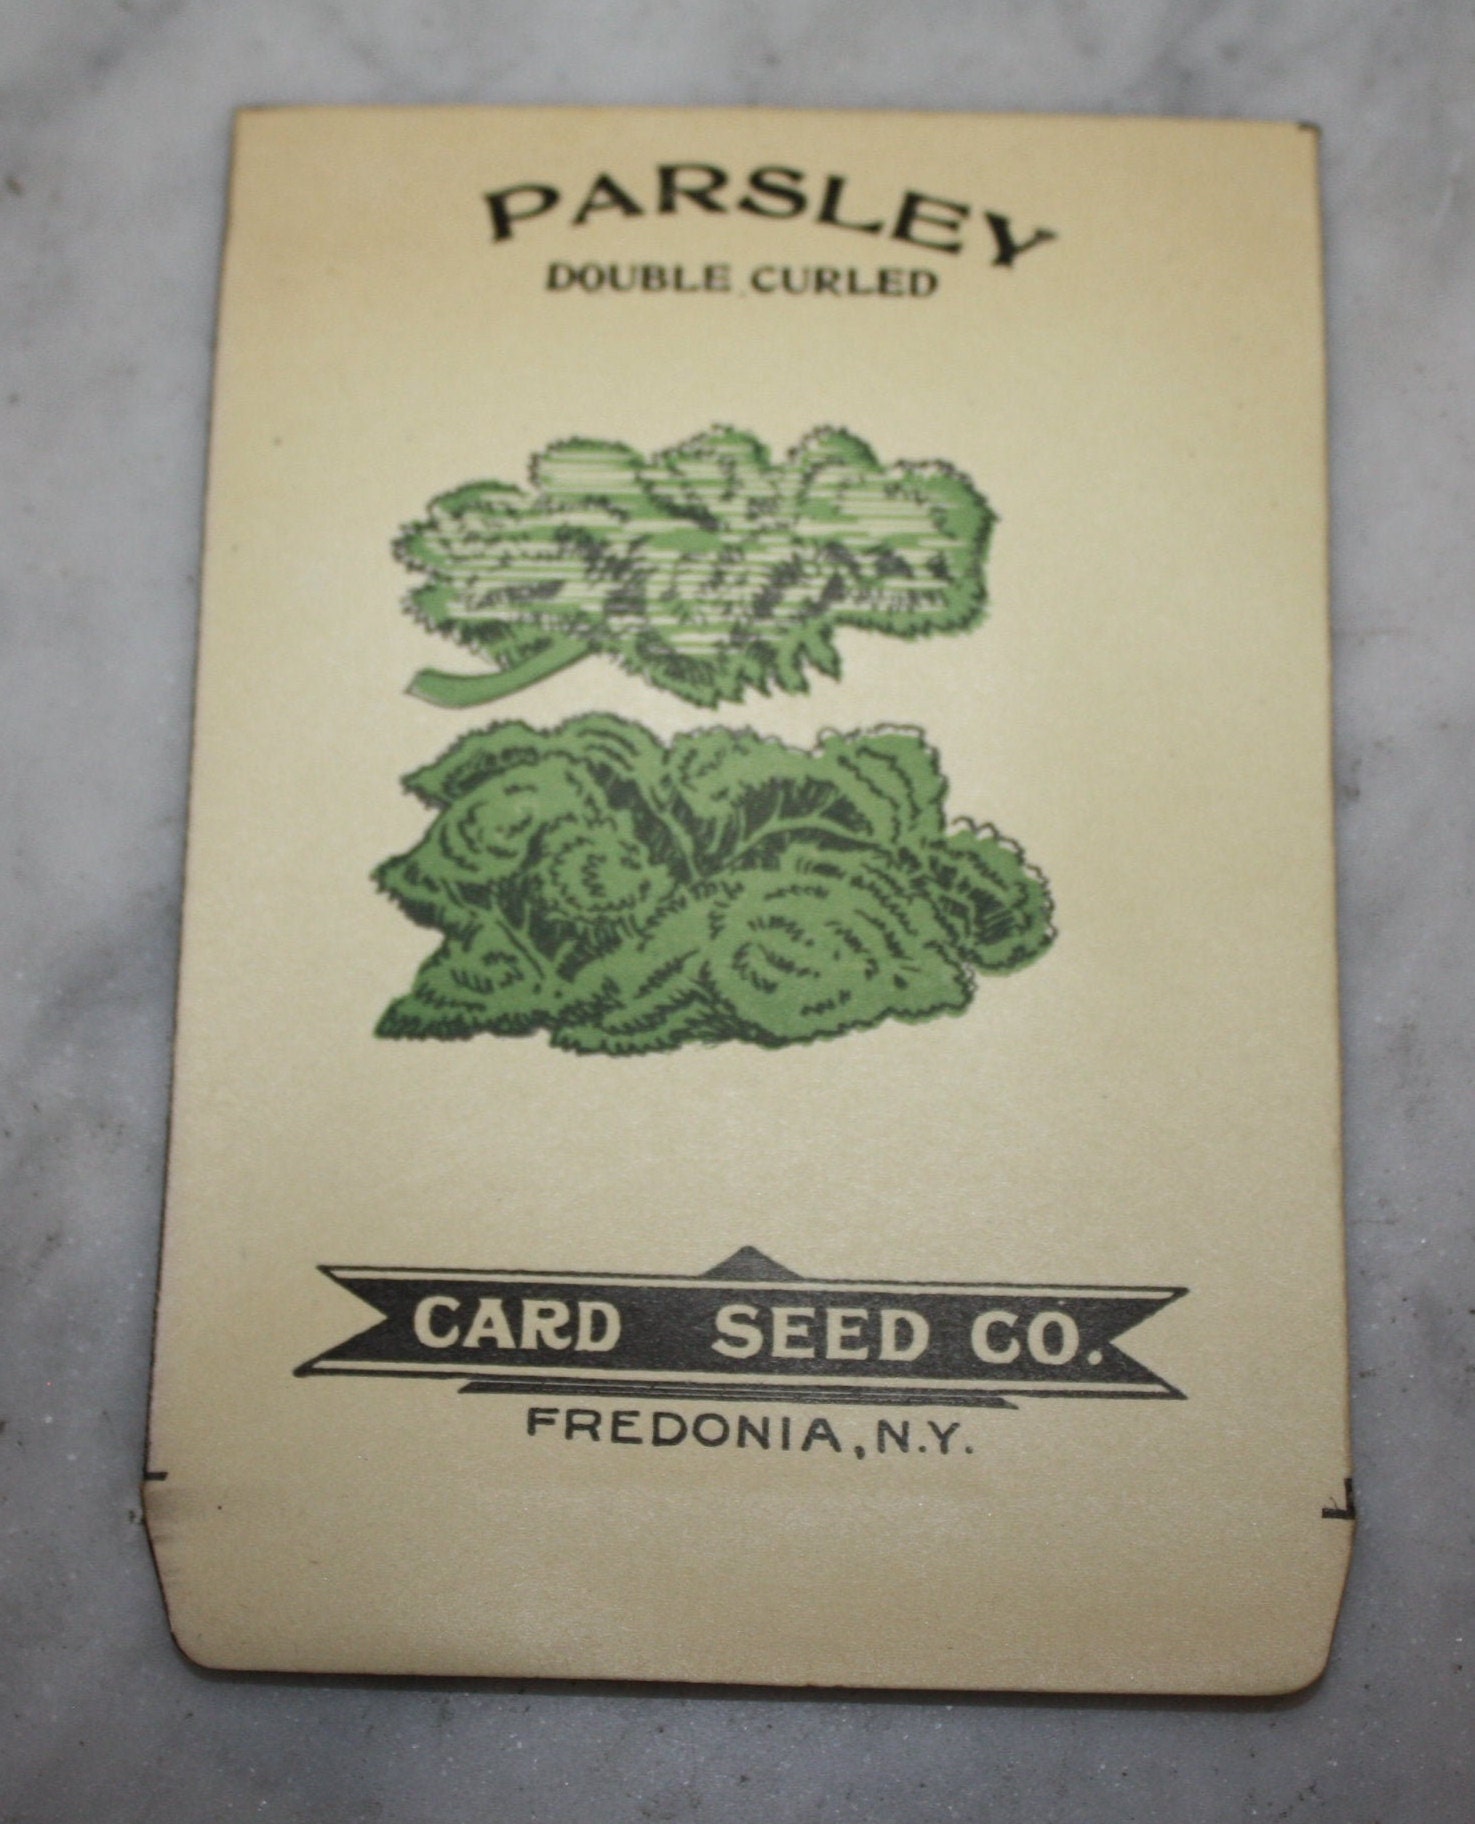 PARSLEY
DOUBLE CURLED
CARD SEED CO.
FREDONIA, N.Y.